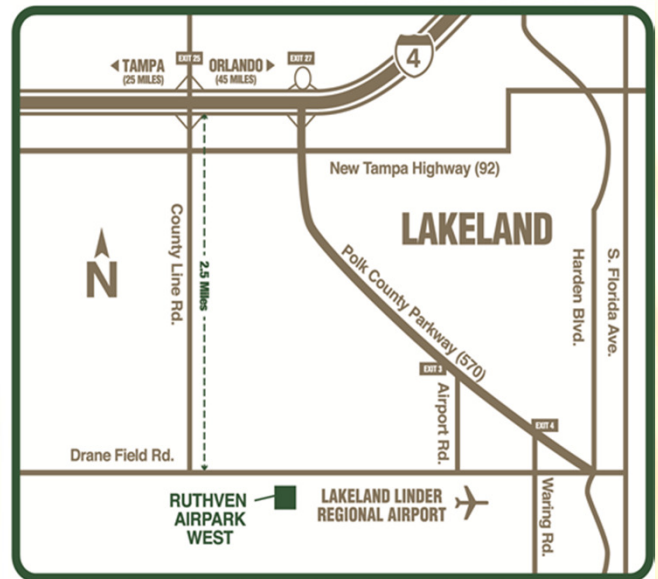 TAMPA
(25 MILES)
EXIT 25
ORLANDO
(45 MILES)
EXIT 27
4
New Tampa Highway (92)
LAKELAND
County Line Rd.
2.5 Miles
N
Polk County Parkway (570)
Harden Blvd.
S. Florida Ave.
EXIT 3
Airport Rd.
EXIT 4
Drane Field Rd.
RUTHVEN
AIRPARK
WEST
LAKELAND LINDER
REGIONAL AIRPORT
Waring Rd.